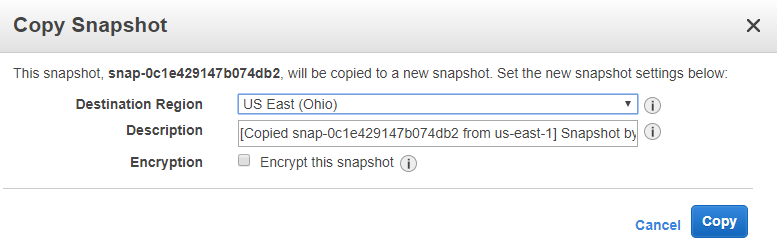 Copy Snapshot
This snapshot, snap-0c1e429147b074db2, will be copied to a new snapshot. Set the new snapshot settings below:
Destination Region US East (Ohio)
Description [Copied snap-0c1e429147b074db2 from us-east-1] Snapshot by
Encryption Encrypt this snapshot
Cancel Copy